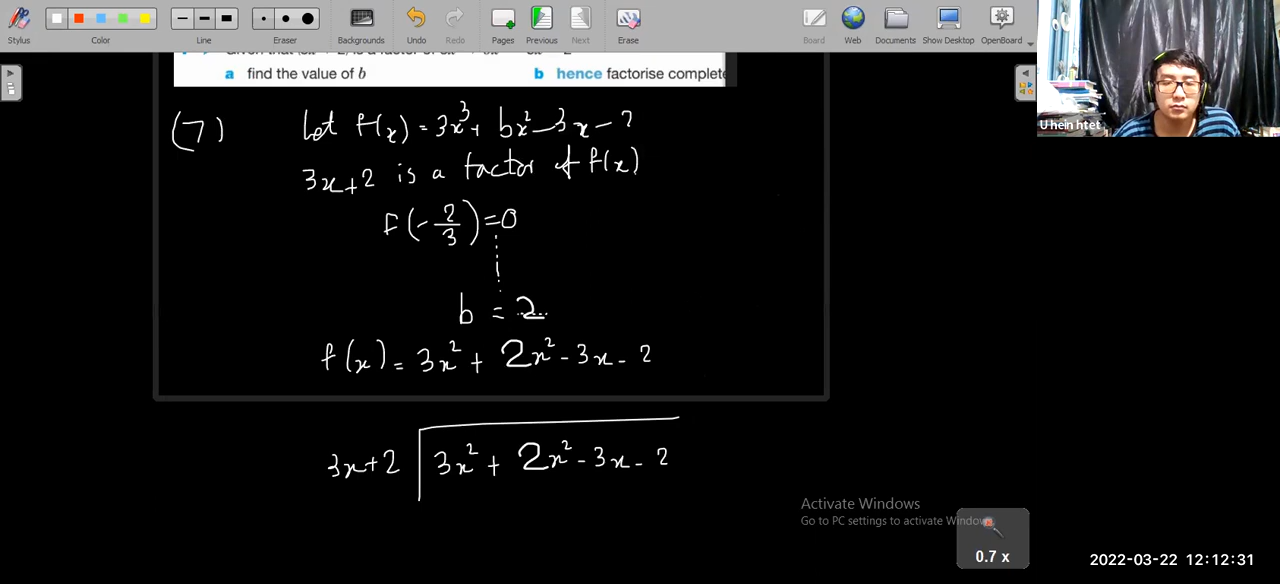 Stylus Color Line Eraser Backgrounds Undo Redo Pages Previous Next Erase Board Web Documents Show Desktop OpenBoard
a find the value of b b hence factorise complete
U hein htet
(7) Let f(x) = 3x³ + bx² - 3x - 2
3x+2 is a factor of f(x)
f(-2/3) = 0
b = 2
f(x) = 3x² + 2x² - 3x - 2
3x+2 3x² + 2x² - 3x - 2
Activate Windows
Go to PC settings to activate Windows.
0.7 x
2022-03-22 12:12:31